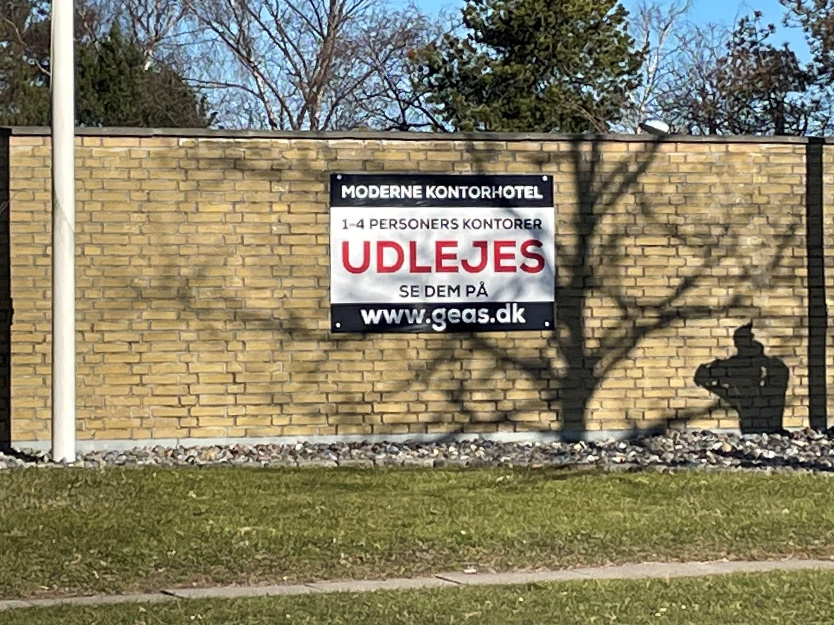 MODERNE KONTORHOTEL
1-4 PERSONERS KONTORER
UDLEJES
SE DEM PÅ
www.geas.dk